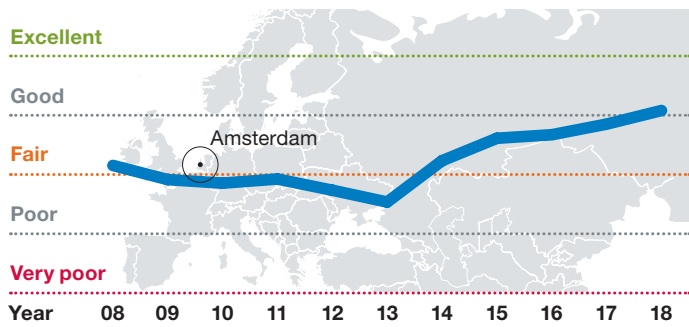 Excellent
Good
Amsterdam
Fair
Poor
Very poor
Year 08 09 10 11 12 13 14 15 16 17 18